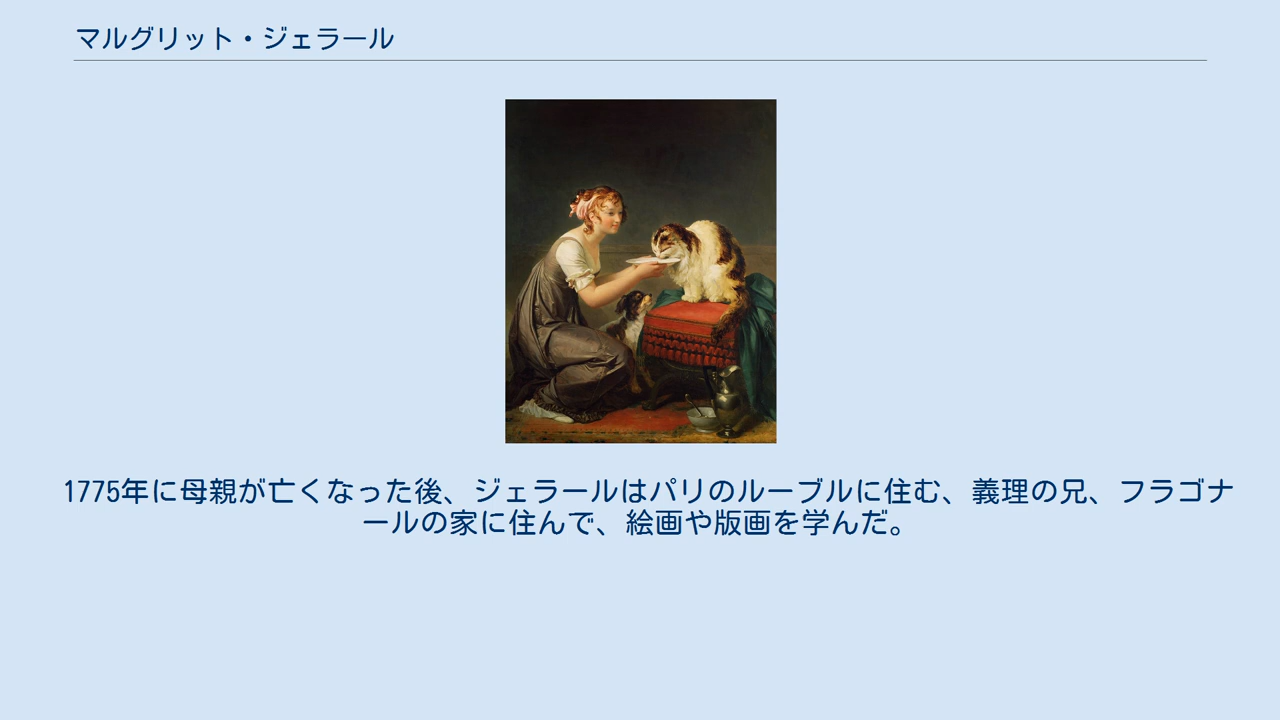 マルグリット・ジェラール
1775年に母親が亡くなった後、ジェラールはパリのルーブルに住む、義理の兄、フラゴナ
ールの家に住んで、絵画や版画を学んだ。